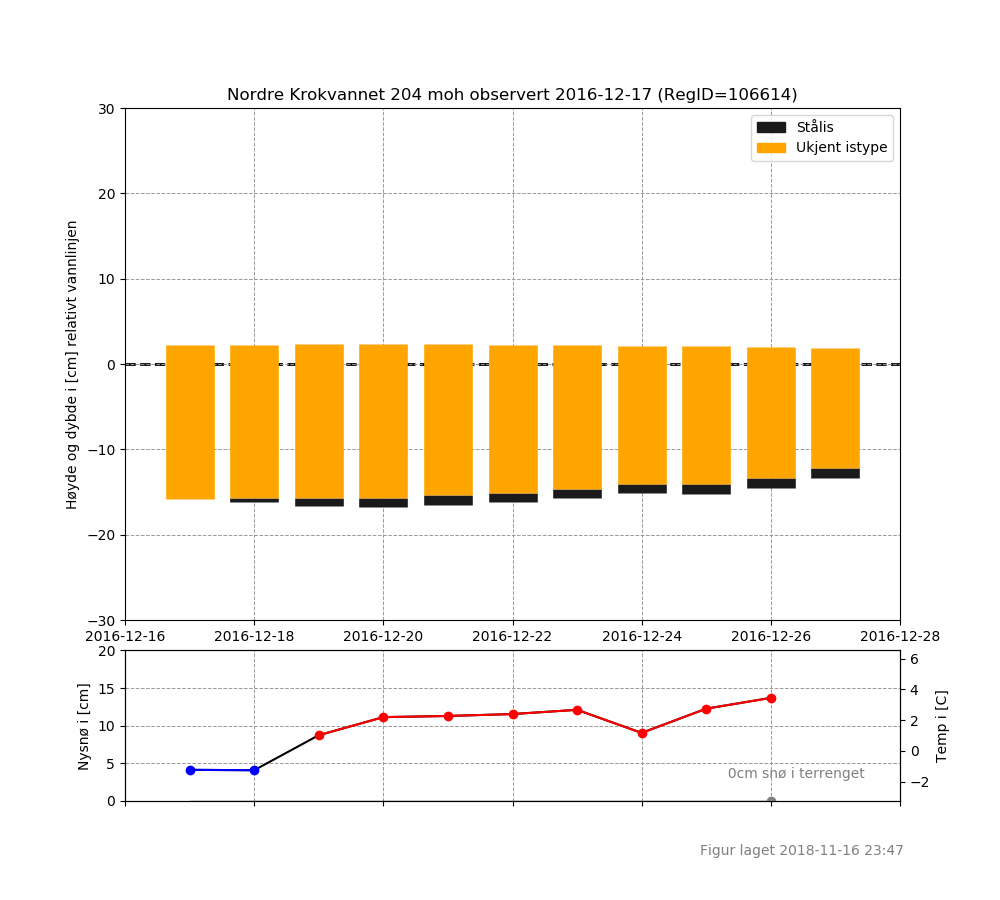 Nordre Krokvannet 204 moh observert 2016-12-17 (RegID=106614)
Stålis
Ukjent istype
Høyde og dybde i [cm] relativt vannlinjen
30
20
10
0
−10
−20
−30
2016-12-16 2016-12-18 2016-12-20 2016-12-22 2016-12-24 2016-12-26 2016-12-28
Nysnø i [cm]
20
15
10
5
0
6
4
2
0
−2
Temp i [C]
0cm snø i terrenget
Figur laget 2018-11-16 23:47